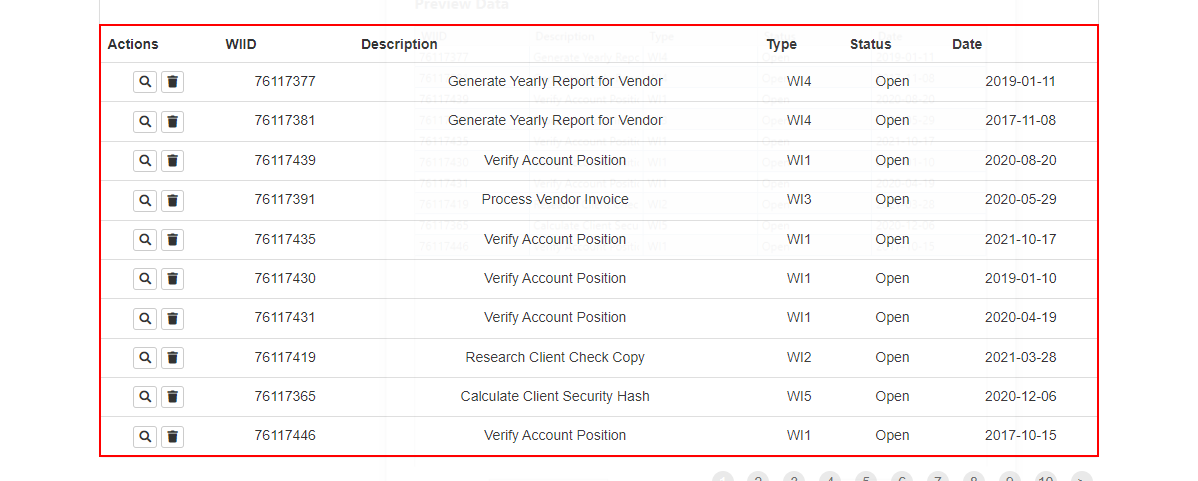 Preview Data
Actions WIID Description Type Status Date
76117377 Generate Yearly Report for Vendor WI4 Open 2019-01-11
76117381 Generate Yearly Report for Vendor WI4 Open 2017-11-08
76117439 Verify Account Position WI1 Open 2020-08-20
76117391 Process Vendor Invoice WI3 Open 2020-05-29
76117435 Verify Account Position WI1 Open 2021-10-17
76117430 Verify Account Position WI1 Open 2019-01-10
76117431 Verify Account Position WI1 Open 2020-04-19
76117419 Research Client Check Copy WI2 Open 2021-03-28
76117365 Calculate Client Security Hash WI5 Open 2020-12-06
76117446 Verify Account Position WI1 Open 2017-10-15
1 2 3 4 5 6 7 8 9 10 >